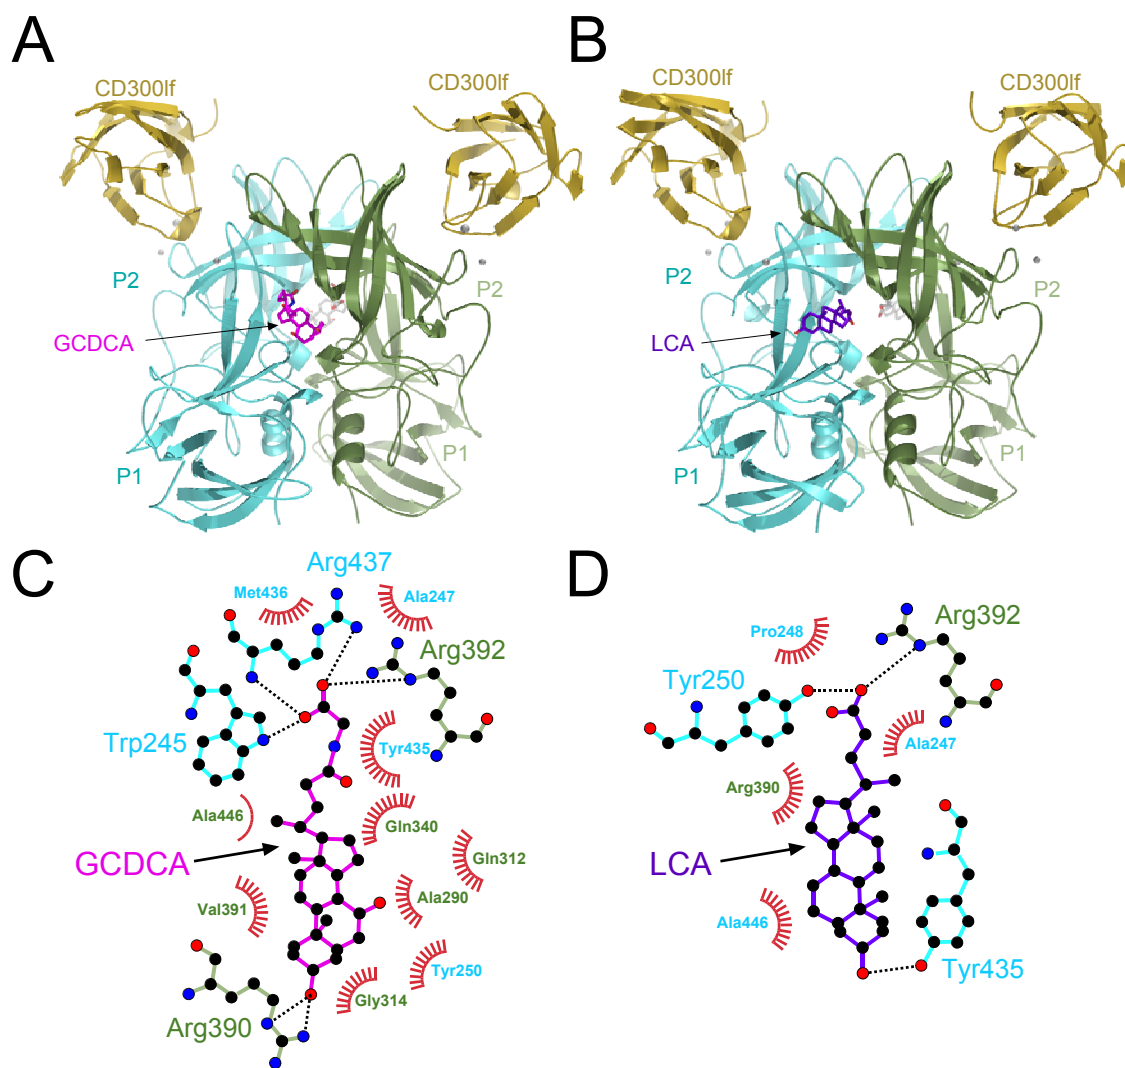 A
B
CD300lf
CD300lf
CD300lf
CD300lf
P2
P2
GCDCA
P1
P1
P2
P2
LCA
P1
P1
C
D
Arg437
Met436
Ala247
Arg392
Trp245
Tyr435
Ala446
Gln340
GCDCA
Gln312
Ala290
Val391
Tyr250
Gly314
Arg390
Arg392
Pro248
Tyr250
Ala247
Arg390
LCA
Ala446
Tyr435